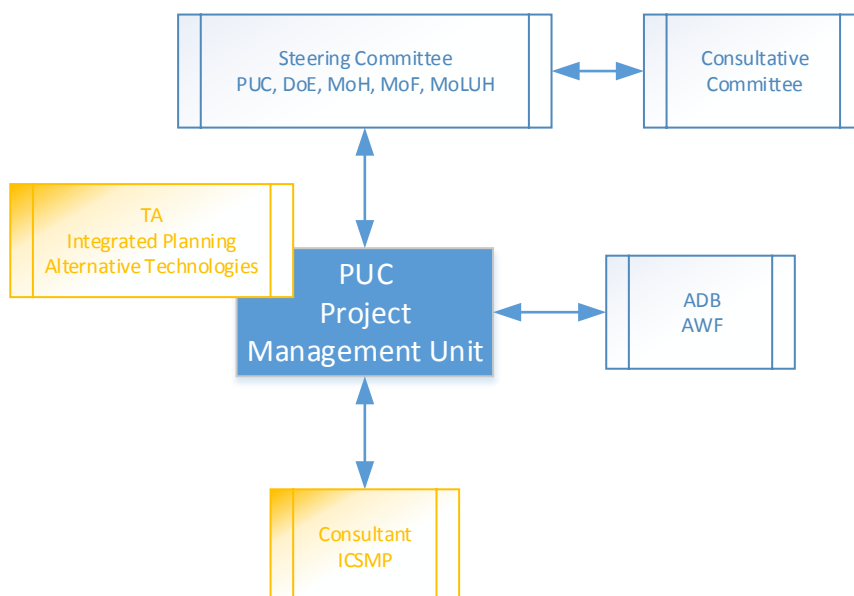 Steering Committee
PUC, DoE, MoH, MoF, MoLUH
Consultative
Committee
TA
Integrated Planning
Alternative Technologies
PUC
Project
Management Unit
ADB
AWF
Consultant
ICSMP